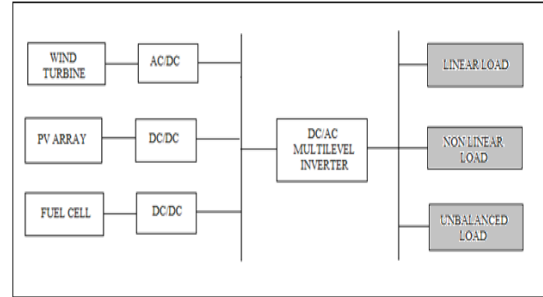 WIND
TURBINE
AC/DC
LINEAR LOAD
PV ARRAY
DC/DC
DC/AC
MULTILEVEL
INVERTER
NON LINEAR
LOAD
FUEL CELL
DC/DC
UNBALANCED
LOAD